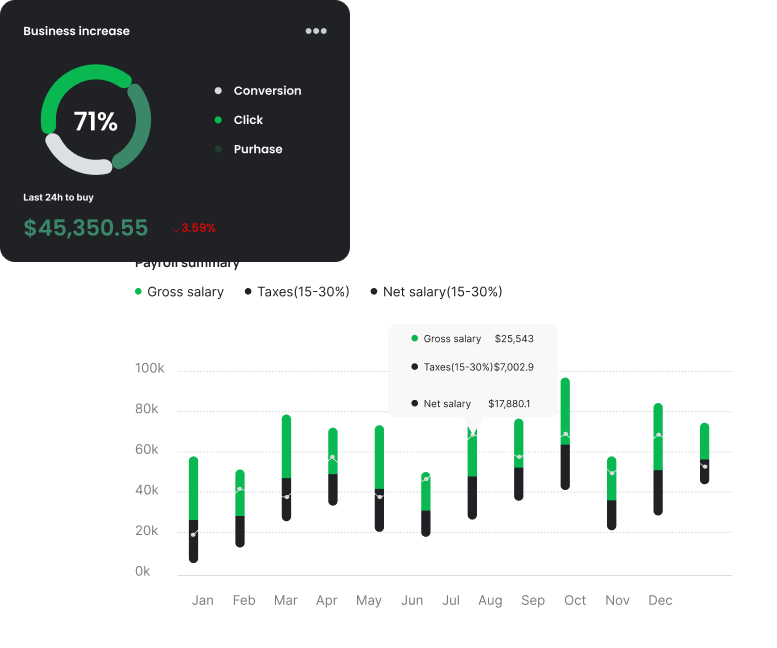 Business increase
71%
Conversion
Click
Purhase
Last 24h to buy
$45,350.55
3.59%
Payroll summary
Gross salary
Taxes(15-30%)
Net salary(15-30%)
Gross salary $25,543
Taxes(15-30%)$7,002.9
Net salary $17,880.1
100k
80k
60k
40k
20k
0k
Jan Feb Mar Apr May Jun Jul Aug Sep Oct Nov Dec